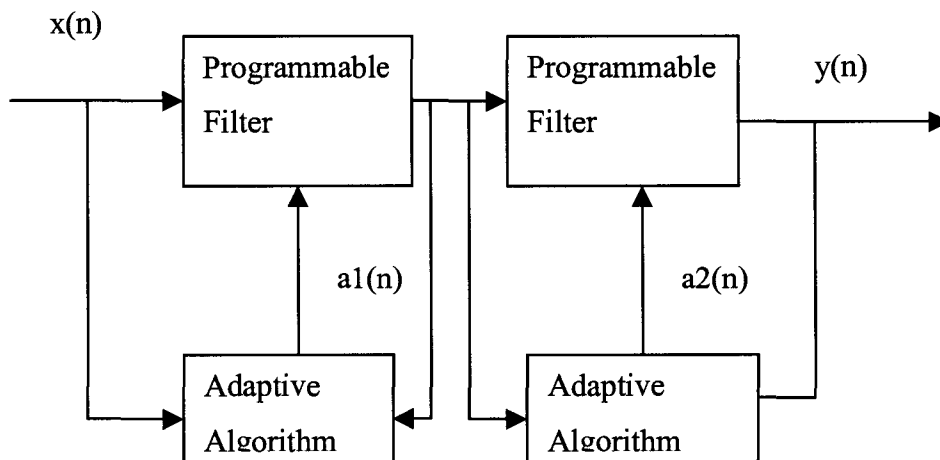 x(n)
Programmable
Filter
Programmable
Filter
y(n)
a1(n)
a2(n)
Adaptive
Algorithm
Adaptive
Algorithm